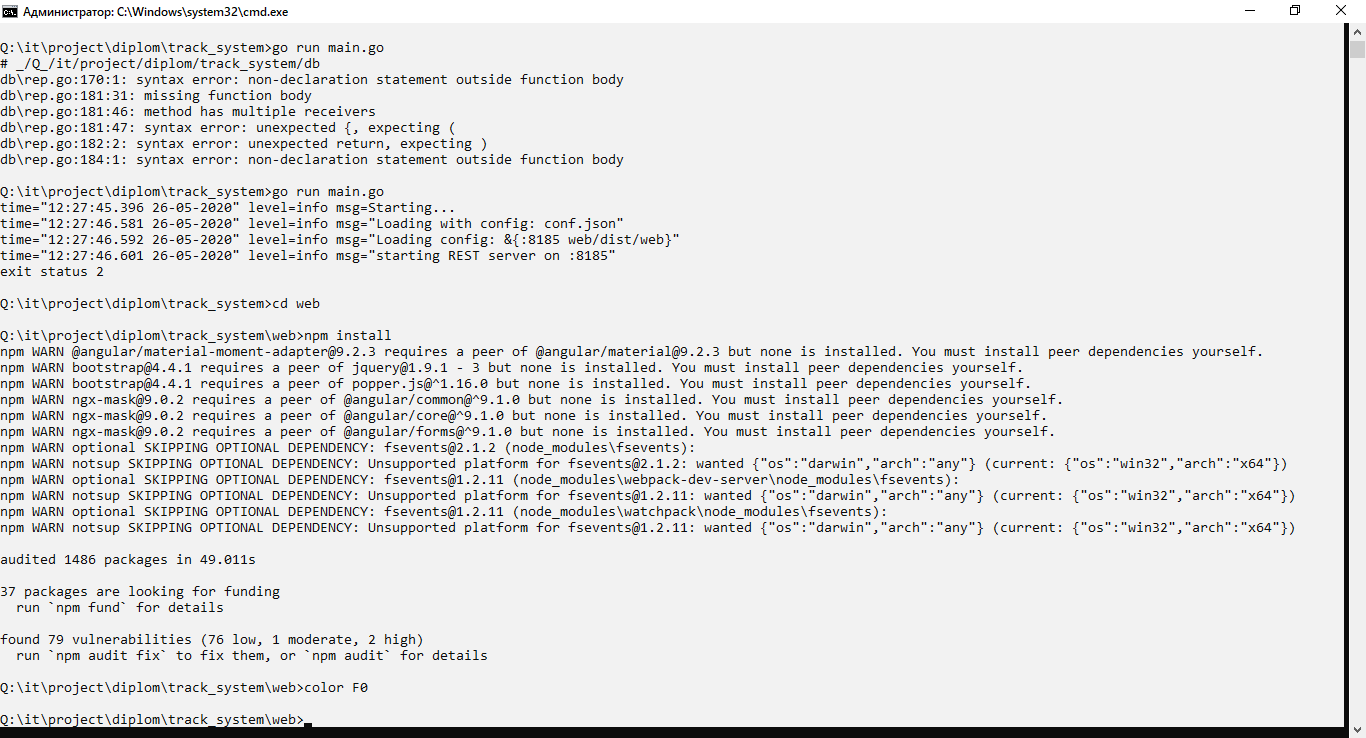 Администратор: C:\Windows\system32\cmd.exe
Q:\it\project\diplom\track_system>go run main.go
# _/Q_/it/project/diplom/track_system/db
db\rep.go:170:1: syntax error: non-declaration statement outside function body
db\rep.go:181:31: missing function body
db\rep.go:181:46: method has multiple receivers
db\rep.go:181:47: syntax error: unexpected {, expecting (
db\rep.go:182:2: syntax error: unexpected return, expecting )
db\rep.go:184:1: syntax error: non-declaration statement outside function body
Q:\it\project\diplom\track_system>go run main.go
time="12:27:45.396 26-05-2020" level=info msg=Starting...
time="12:27:46.581 26-05-2020" level=info msg="Loading with config: conf.json"
time="12:27:46.592 26-05-2020" level=info msg="Loading config: &{:8185 web/dist/web}"
time="12:27:46.601 26-05-2020" level=info msg="starting REST server on :8185"
exit status 2
Q:\it\project\diplom\track_system>cd web
Q:\it\project\diplom\track_system\web>npm install
npm WARN @angular/material-moment-adapter@9.2.3 requires a peer of @angular/material@9.2.3 but none is installed. You must install peer dependencies yourself.
npm WARN bootstrap@4.4.1 requires a peer of jquery@1.9.1 - 3 but none is installed. You must install peer dependencies yourself.
npm WARN bootstrap@4.4.1 requires a peer of popper.js@^1.16.0 but none is installed. You must install peer dependencies yourself.
npm WARN ngx-mask@9.0.2 requires a peer of @angular/common@^9.1.0 but none is installed. You must install peer dependencies yourself.
npm WARN ngx-mask@9.0.2 requires a peer of @angular/core@^9.1.0 but none is installed. You must install peer dependencies yourself.
npm WARN ngx-mask@9.0.2 requires a peer of @angular/forms@^9.1.0 but none is installed. You must install peer dependencies yourself.
npm WARN optional SKIPPING OPTIONAL DEPENDENCY: fsevents@2.1.2 (node_modules\fsevents):
npm WARN notsup SKIPPING OPTIONAL DEPENDENCY: Unsupported platform for fsevents@2.1.2: wanted {"os":"darwin","arch":"any"} (current: {"os":"win32","arch":"x64"})
npm WARN optional SKIPPING OPTIONAL DEPENDENCY: fsevents@1.2.11 (node_modules\webpack-dev-server\node_modules\fsevents):
npm WARN notsup SKIPPING OPTIONAL DEPENDENCY: Unsupported platform for fsevents@1.2.11: wanted {"os":"darwin","arch":"any"} (current: {"os":"win32","arch":"x64"})
npm WARN optional SKIPPING OPTIONAL DEPENDENCY: fsevents@1.2.11 (node_modules\watchpack\node_modules\fsevents):
npm WARN notsup SKIPPING OPTIONAL DEPENDENCY: Unsupported platform for fsevents@1.2.11: wanted {"os":"darwin","arch":"any"} (current: {"os":"win32","arch":"x64"})
audited 1486 packages in 49.011s
37 packages are looking for funding
  run `npm fund` for details
found 79 vulnerabilities (76 low, 1 moderate, 2 high)
  run `npm audit fix` to fix them, or `npm audit` for details
Q:\it\project\diplom\track_system\web>color F0
Q:\it\project\diplom\track_system\web>